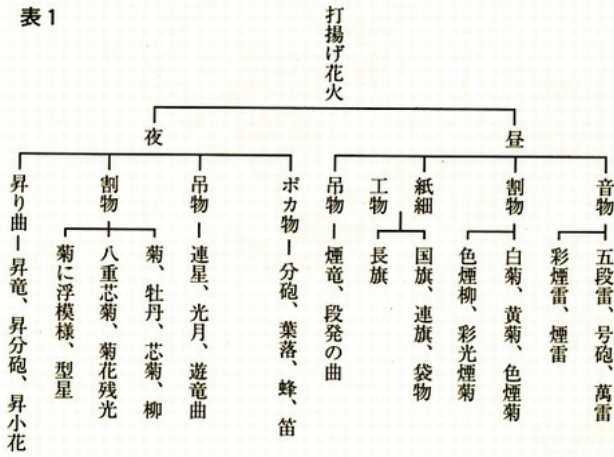 表1
打揚げ花火
昼
音物
五段雷、号砲、萬雷
彩煙雷、煙雷
割物
白菊、黄菊、色煙菊
色煙柳、彩光煙菊
紙細
工物
国旗、連旗、袋物
長旗
吊物
煙竜、段発の曲
夜
ポカ物
分砲、葉落、蜂、笛
吊物
連星、光月、遊竜曲
割物
菊、牡丹、芯菊、柳
八重芯菊、菊花残光
菊に浮模様、型星
昇り曲
昇竜、昇分砲、昇小花